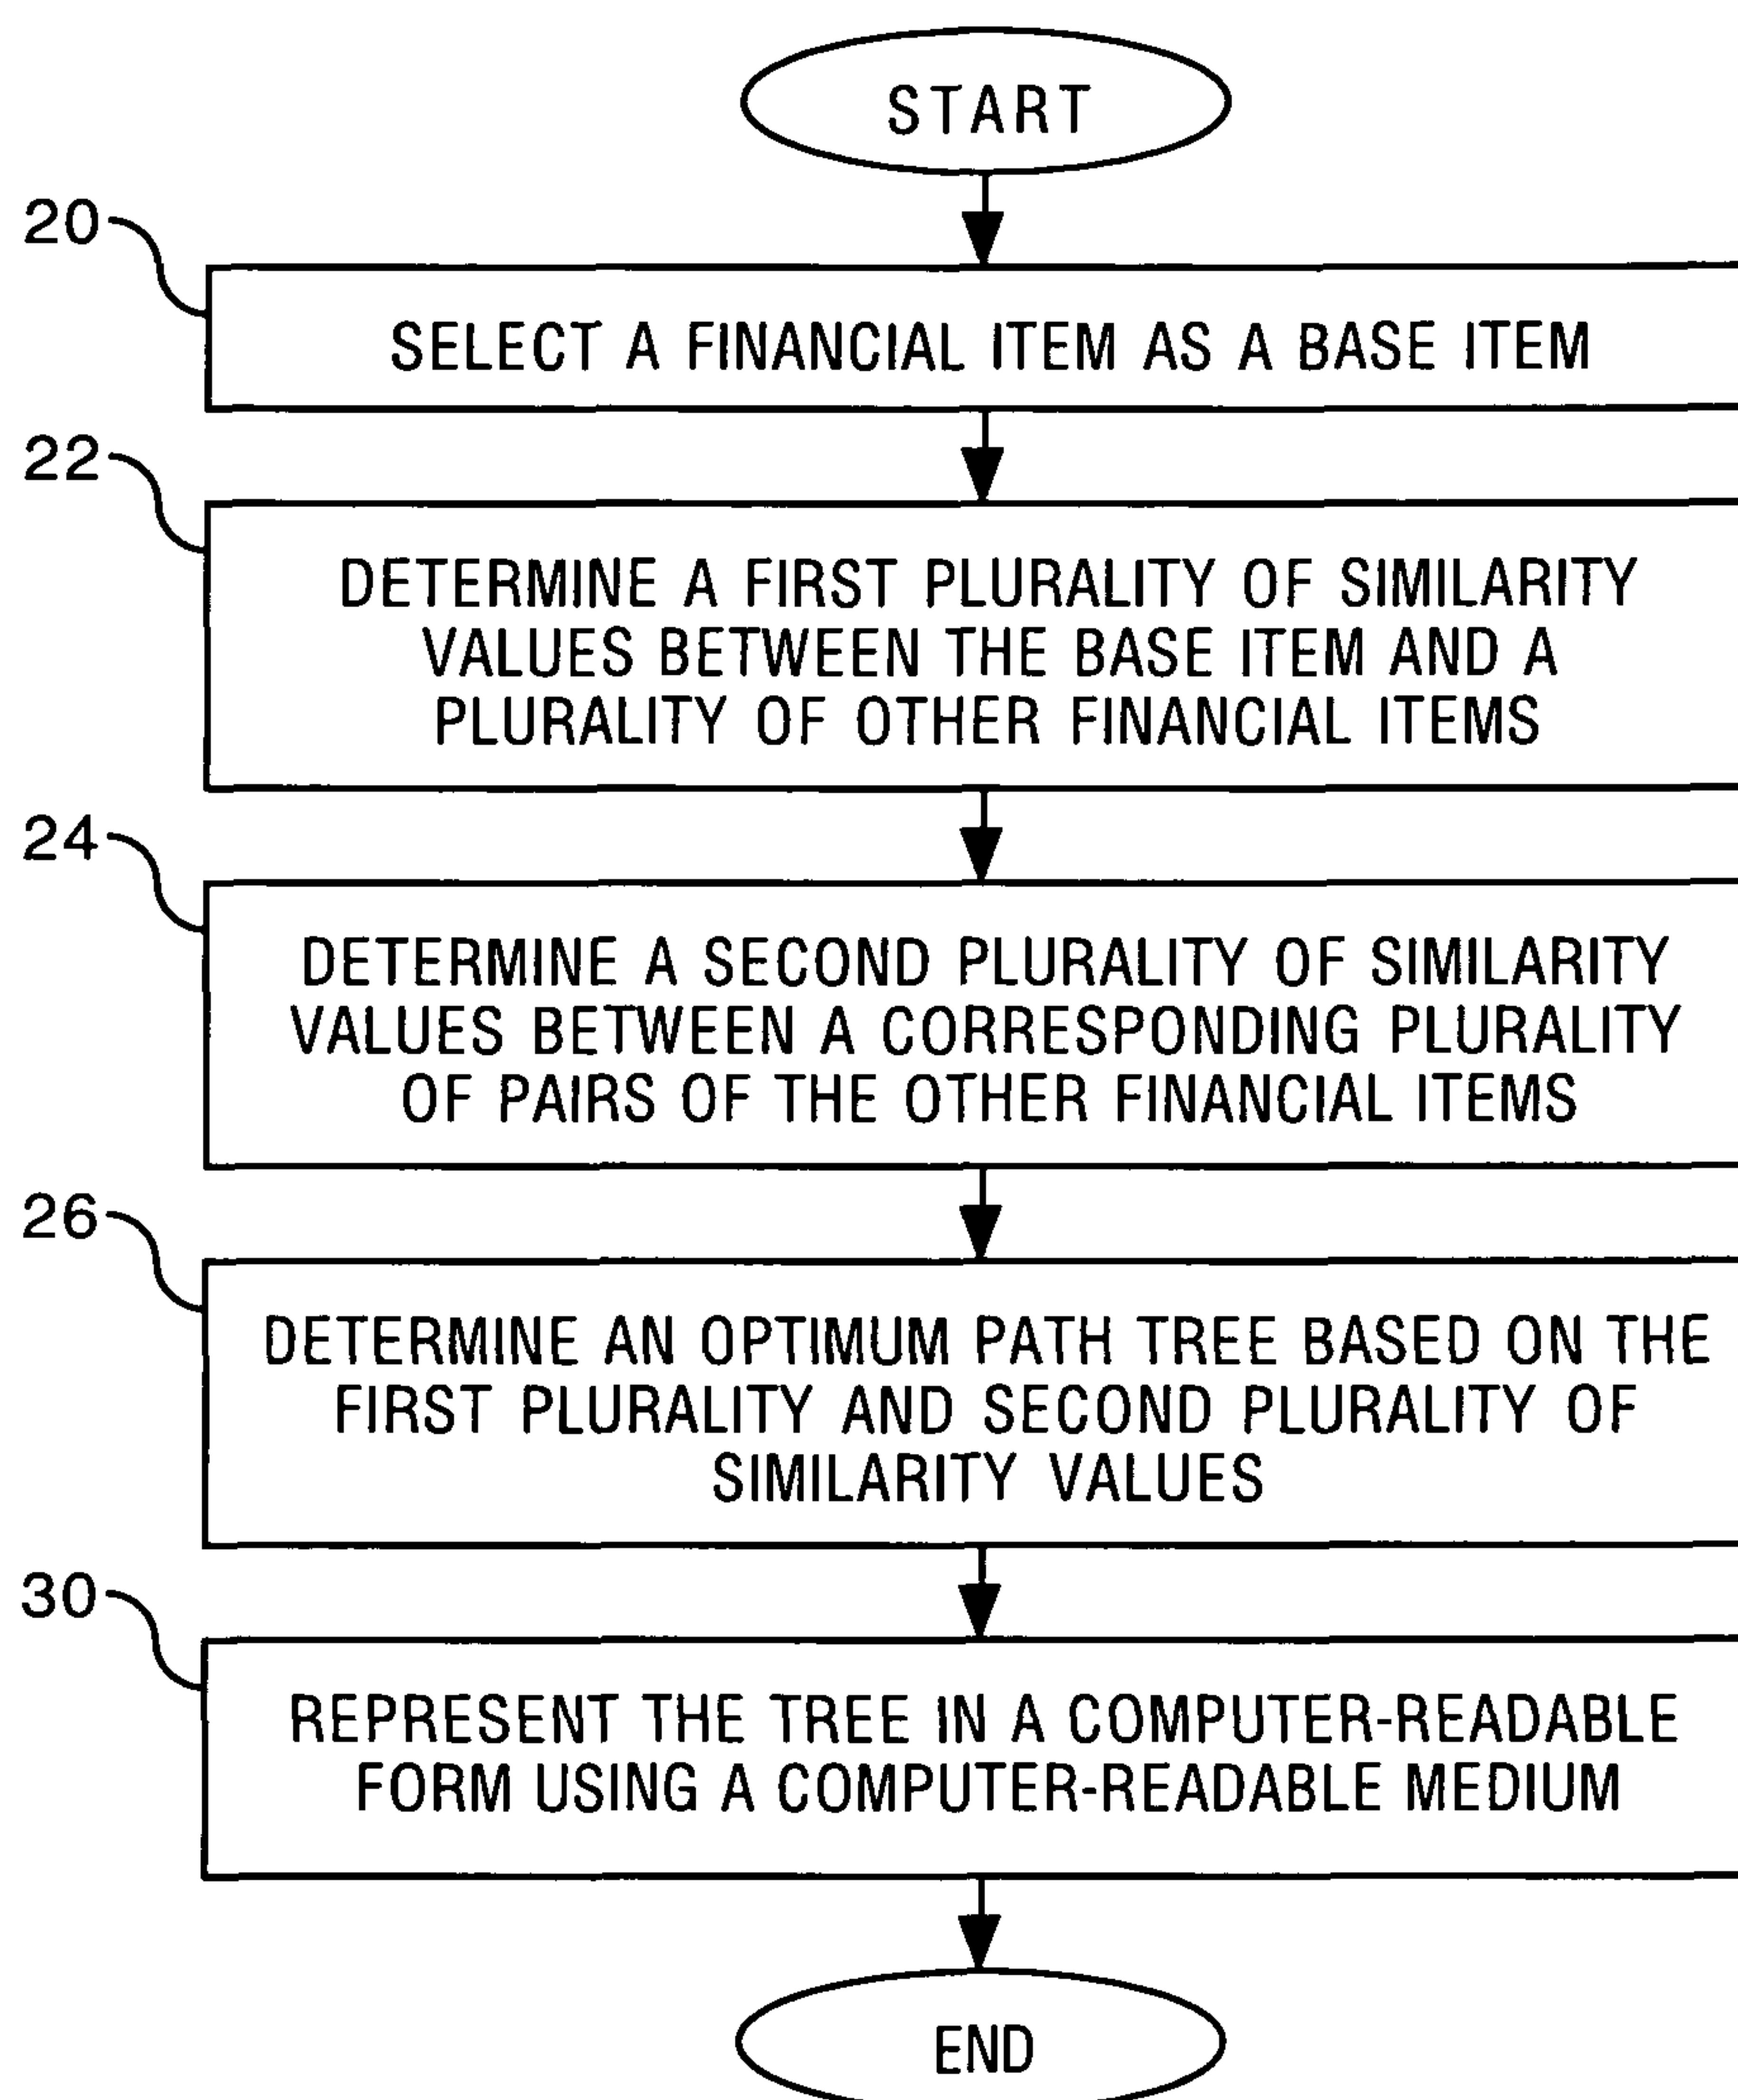 START
20
SELECT A FINANCIAL ITEM AS A BASE ITEM
22
DETERMINE A FIRST PLURALITY OF SIMILARITY
VALUES BETWEEN THE BASE ITEM AND A
PLURALITY OF OTHER FINANCIAL ITEMS
24
DETERMINE A SECOND PLURALITY OF SIMILARITY
VALUES BETWEEN A CORRESPONDING PLURALITY
OF PAIRS OF THE OTHER FINANCIAL ITEMS
26
DETERMINE AN OPTIMUM PATH TREE BASED ON THE
FIRST PLURALITY AND SECOND PLURALITY OF
SIMILARITY VALUES
30
REPRESENT THE TREE IN A COMPUTER-READABLE
FORM USING A COMPUTER-READABLE MEDIUM
END